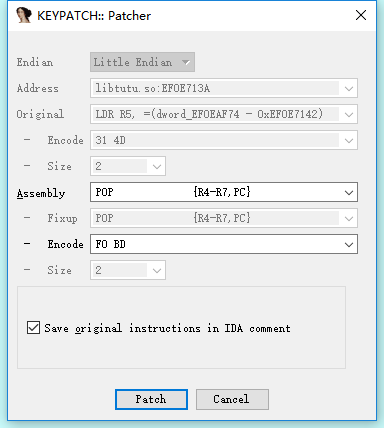 KEYPATCH:: Patcher
Endian Little Endian
Address libtutu.so:EF0E713A
Original LDR R5, =(dword_EF0EAF74 - 0xEF0E7142)
- Encode 31 4D
- Size 2
Assembly POP {R4-R7,PC}
- Fixup POP {R4-R7,PC}
- Encode F0 BD
- Size 2
Save original instructions in IDA comment
Patch Cancel